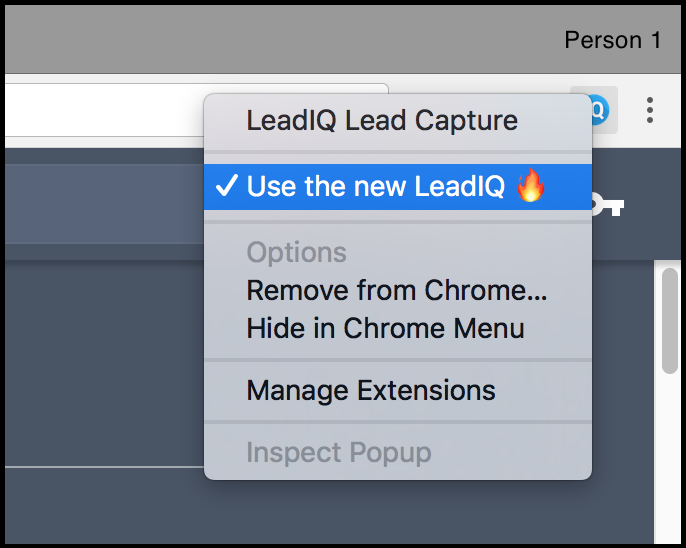 Person 1
Q
LeadIQ Lead Capture
✓ Use the new LeadIQ 🔥
Options
Remove from Chrome...
Hide in Chrome Menu
Manage Extensions
Inspect Popup